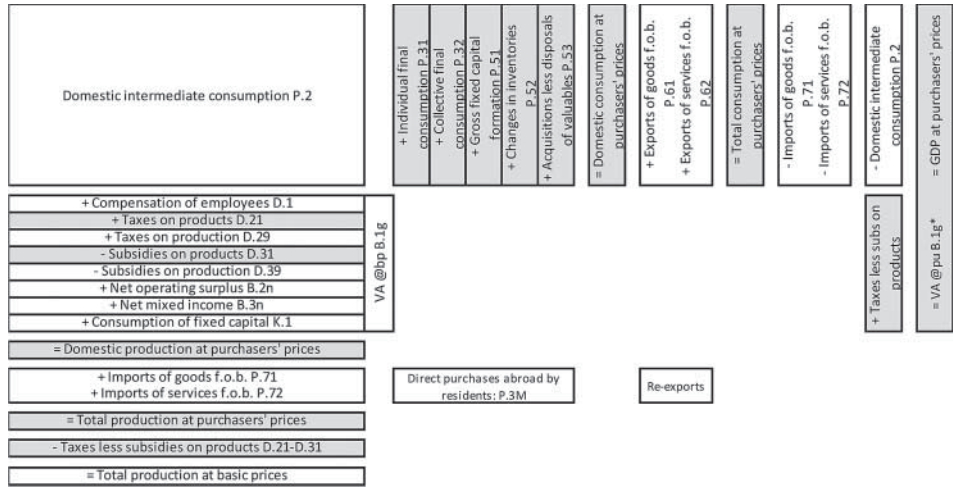 Domestic intermediate consumption P.2
+ Individual final
consumption P.31
+ Collective final
consumption P.32
+ Gross fixed capital
formation P.51
+ Changes in inventories
P.52
+ Acquisitions less disposals
of valuables P.53
= Domestic consumption at
purchasers' prices
+ Exports of goods f.o.b.
P.61
+ Exports of services f.o.b.
P.62
= Total consumption at
purchasers' prices
- Imports of goods f.o.b.
P.71
- Imports of services f.o.b.
P.72
- Domestic intermediate
consumption P.2
= GDP at purchasers' prices
+ Compensation of employees D.1
+ Taxes on products D.21
+ Taxes on production D.29
- Subsidies on products D.31
- Subsidies on production D.39
+ Net operating surplus B.2n
+ Net mixed income B.3n
+ Consumption of fixed capital K.1
VA @bp B.1g
+ Taxes less subs on
products
= VA @pu B.1g*
= Domestic production at purchasers' prices
+ Imports of goods f.o.b. P.71
+ Imports of services f.o.b. P.72
Direct purchases abroad by
residents: P.3M
Re-exports
= Total production at purchasers' prices
- Taxes less subsidies on products D.21-D.31
= Total production at basic prices